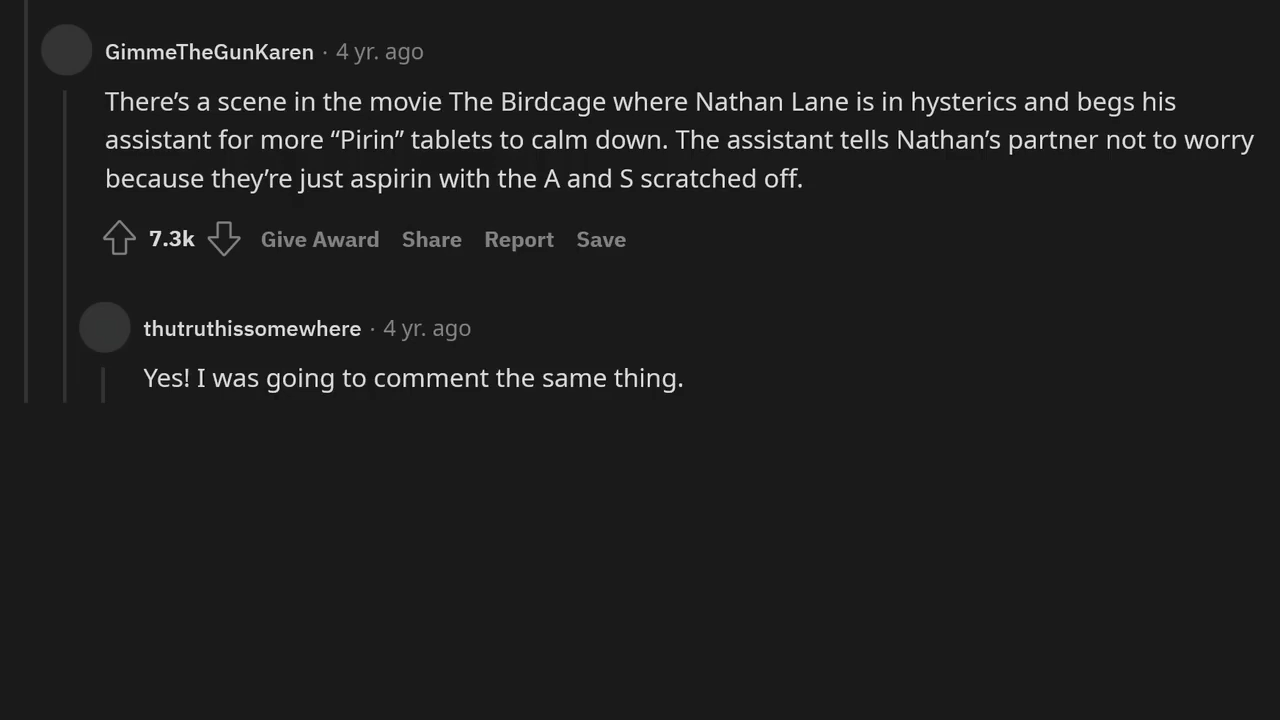 GimmeTheGunKaren · 4 yr. ago
There’s a scene in the movie The Birdcage where Nathan Lane is in hysterics and begs his
assistant for more “Pirin” tablets to calm down. The assistant tells Nathan’s partner not to worry
because they’re just aspirin with the A and S scratched off.
7.3k Give Award Share Report Save
thutruthissomewhere · 4 yr. ago
Yes! I was going to comment the same thing.